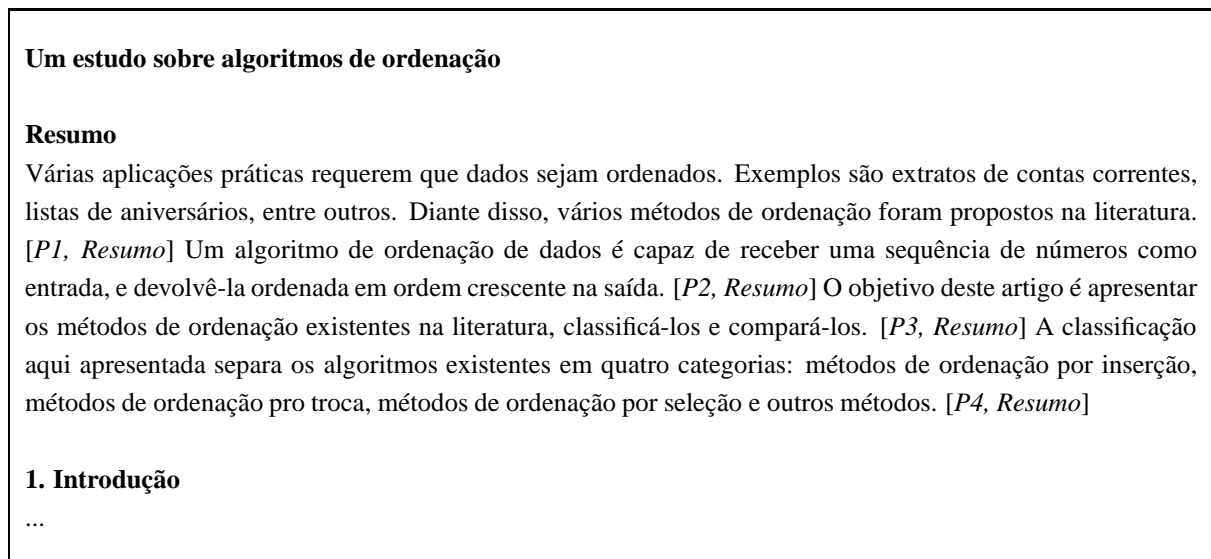 Um estudo sobre algoritmos de ordenação
Resumo
Várias aplicações práticas requerem que dados sejam ordenados. Exemplos são extratos de contas correntes,
listas de aniversários, entre outros. Diante disso, vários métodos de ordenação foram propostos na literatura.
[P1, Resumo] Um algoritmo de ordenação de dados é capaz de receber uma sequência de números como
entrada, e devolvê-la ordenada em ordem crescente na saída. [P2, Resumo] O objetivo deste artigo é apresentar
os métodos de ordenação existentes na literatura, classificá-los e compará-los. [P3, Resumo] A classificação
aqui apresentada separa os algoritmos existentes em quatro categorias: métodos de ordenação por inserção,
métodos de ordenação pro troca, métodos de ordenação por seleção e outros métodos. [P4, Resumo]
1. Introdução
...